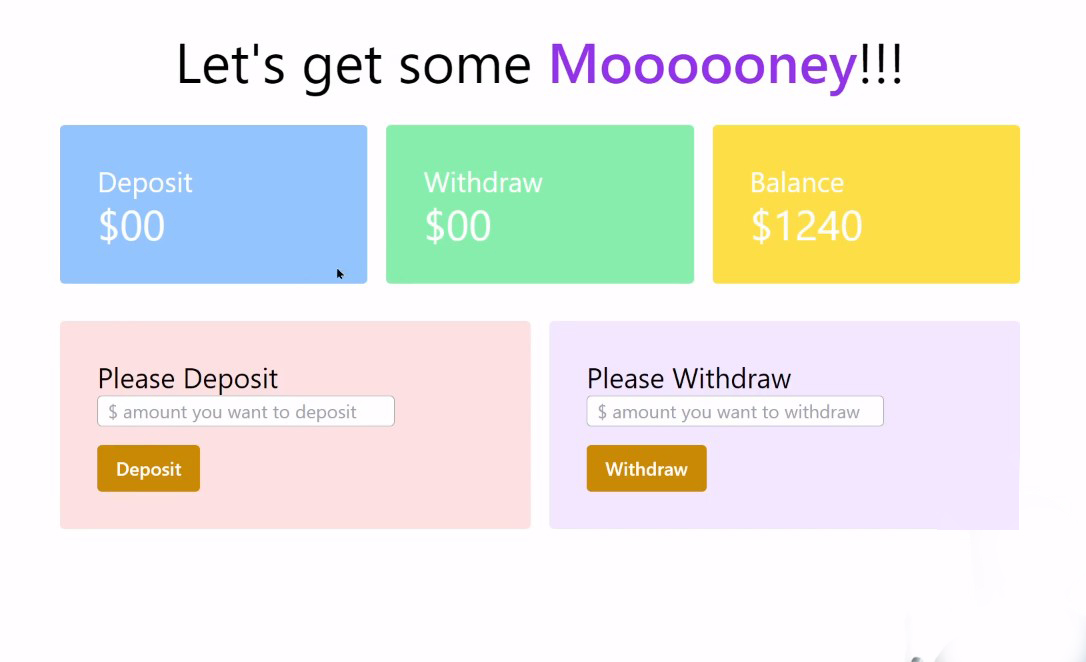 Let's get some Moooooney!!!
Deposit
$00
Withdraw
$00
Balance
$1240
Please Deposit
$ amount you want to deposit
Deposit
Please Withdraw
$ amount you want to withdraw
Withdraw